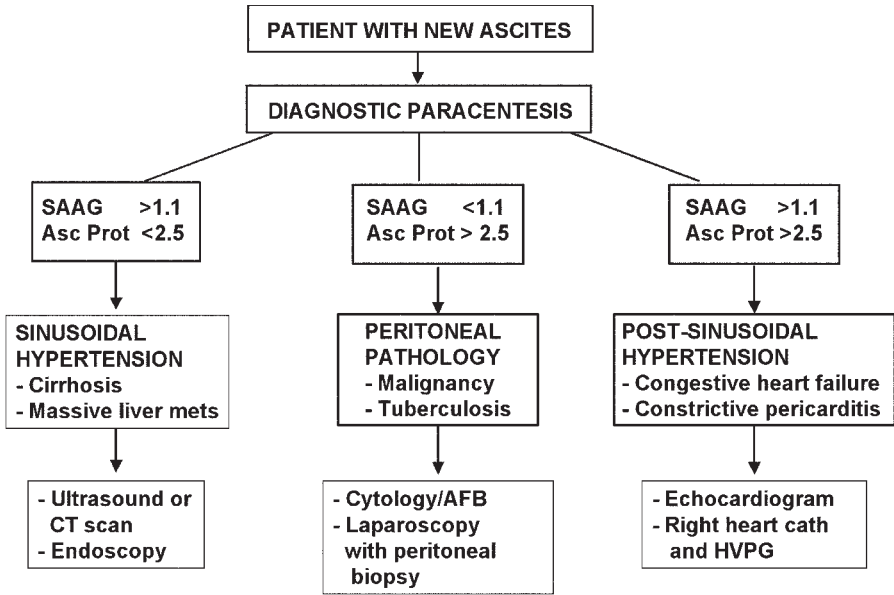 PATIENT WITH NEW ASCITES
DIAGNOSTIC PARACENTESIS
SAAG >1.1
Asc Prot <2.5
SAAG <1.1
Asc Prot > 2.5
SAAG >1.1
Asc Prot >2.5
SINUSOIDAL
HYPERTENSION
- Cirrhosis
- Massive liver mets
PERITONEAL
PATHOLOGY
- Malignancy
- Tuberculosis
POST-SINUSOIDAL
HYPERTENSION
- Congestive heart failure
- Constrictive pericarditis
- Ultrasound or
CT scan
- Endoscopy
- Cytology/AFB
- Laparoscopy
with peritoneal
biopsy
- Echocardiogram
- Right heart cath
and HVPG